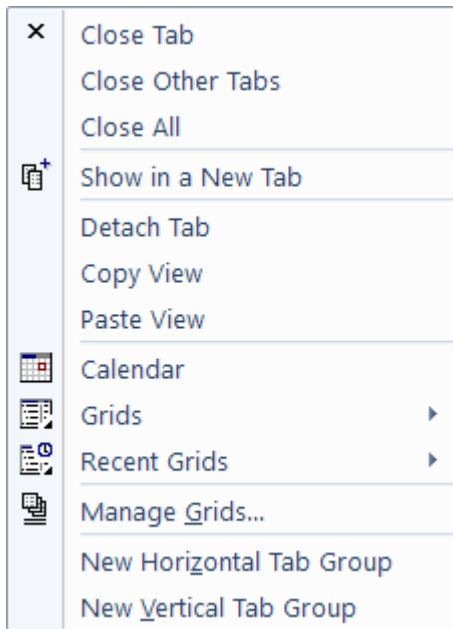 Close Tab
Close Other Tabs
Close All
Show in a New Tab
Detach Tab
Copy View
Paste View
Calendar
Grids
Recent Grids
Manage Grids...
New Horizontal Tab Group
New Vertical Tab Group